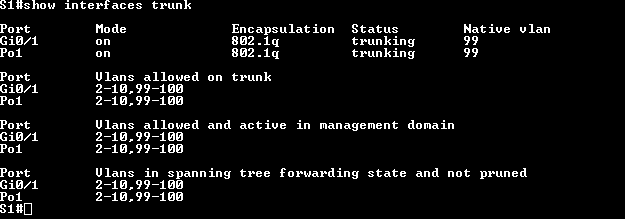 S1#show interfaces trunk
Port Mode Encapsulation Status Native vlan
Gi0/1 on 802.1q trunking 99
Po1 on 802.1q trunking 99
Port Vlans allowed on trunk
Gi0/1 2-10,99-100
Po1 2-10,99-100
Port Vlans allowed and active in management domain
Gi0/1 2-10,99-100
Po1 2-10,99-100
Port Vlans in spanning tree forwarding state and not pruned
Gi0/1 2-10,99-100
Po1 2-10,99-100
S1#